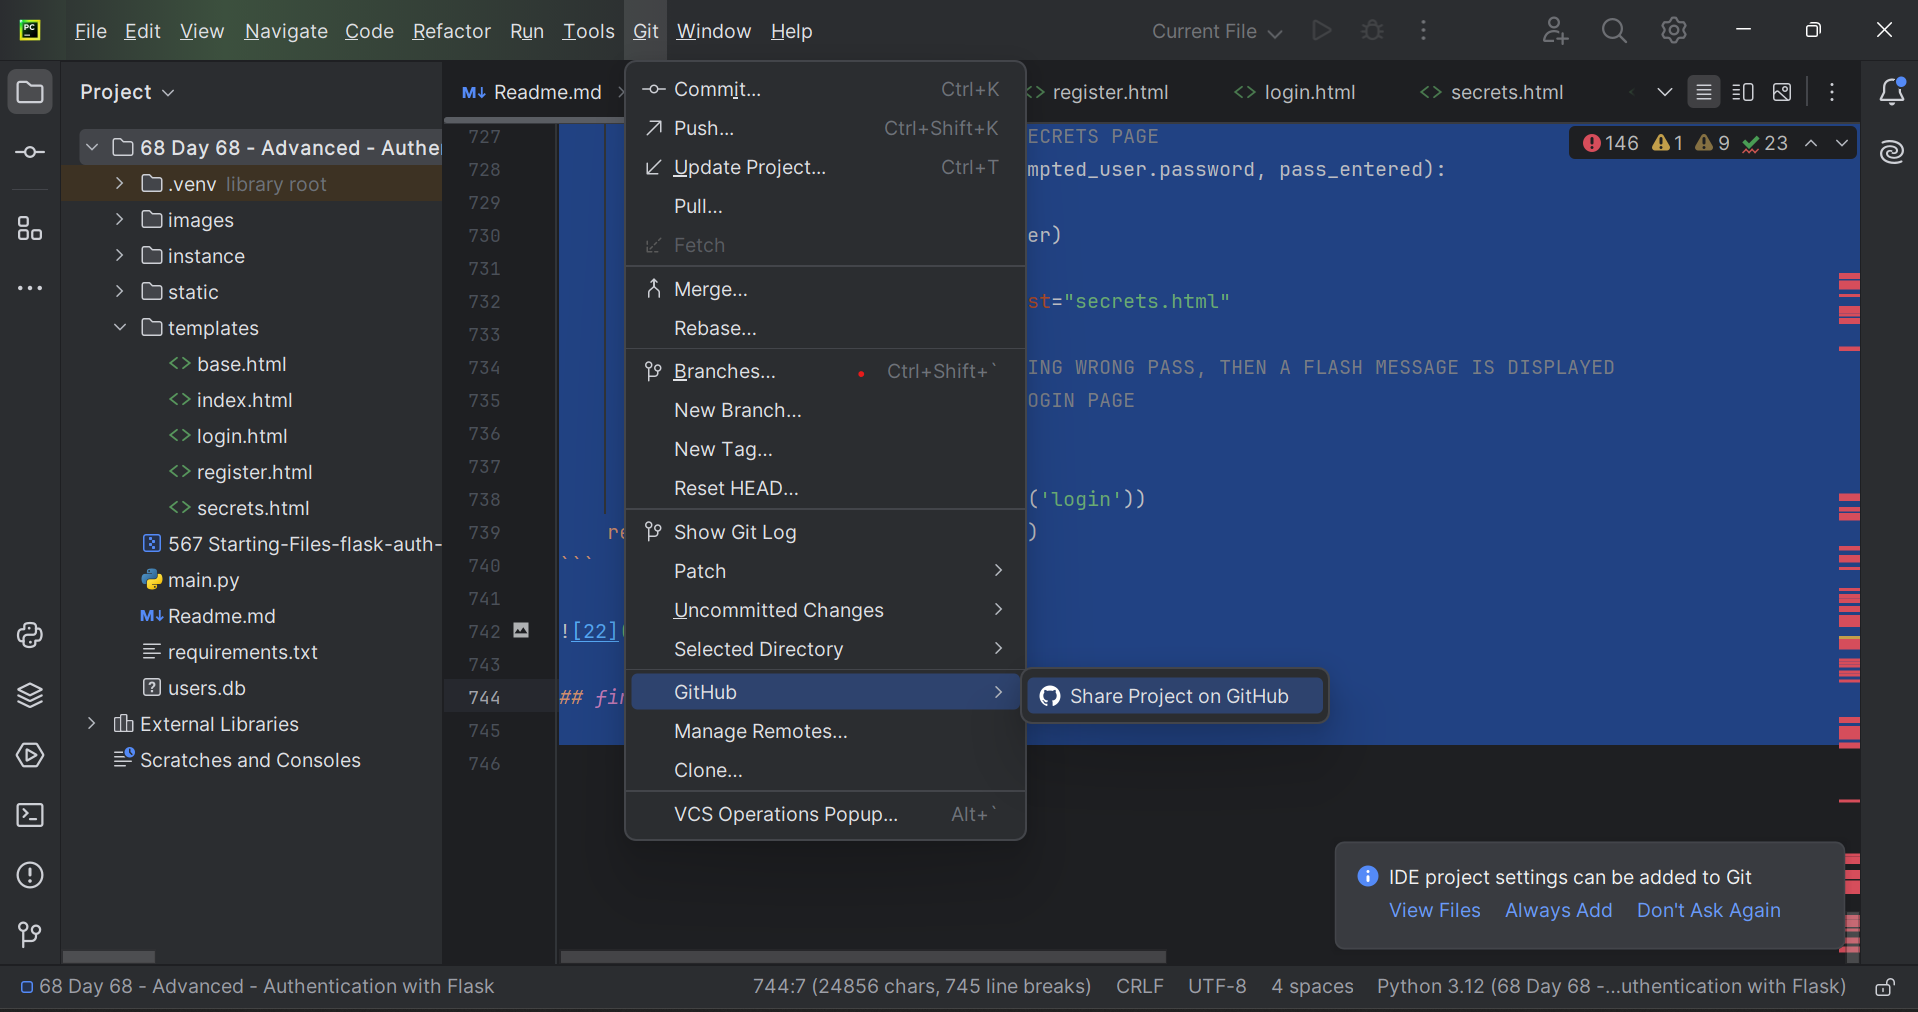 PC File Edit View Navigate Code Refactor Run Tools Git Window Help Current File
Project
68 Day 68 - Advanced - Authe
.venv library root
images
instance
static
templates
base.html
index.html
login.html
register.html
secrets.html
567 Starting-Files-flask-auth-
main.py
M↓ Readme.md
requirements.txt
users.db
External Libraries
Scratches and Consoles
M↓ Readme.md register.html login.html secrets.html
146 1 9 23
727 ECRETS PAGE
728 mpted_user.password, pass_entered):
729
730 er)
731
732 st="secrets.html"
733
734 ING WRONG PASS, THEN A FLASH MESSAGE IS DISPLAYED
735 OGIN PAGE
736
737
738 ('login'))
739 re )
740 ```
741
742 ![22]
743
744 ## fin
745
746
Commit... Ctrl+K
Push... Ctrl+Shift+K
Update Project... Ctrl+T
Pull...
Fetch
Merge...
Rebase...
Branches... Ctrl+Shift+`
New Branch...
New Tag...
Reset HEAD...
Show Git Log
Patch
Uncommitted Changes
Selected Directory
GitHub
Share Project on GitHub
Manage Remotes...
Clone...
VCS Operations Popup... Alt+`
IDE project settings can be added to Git
View Files Always Add Don't Ask Again
68 Day 68 - Advanced - Authentication with Flask 744:7 (24856 chars, 745 line breaks) CRLF UTF-8 4 spaces Python 3.12 (68 Day 68 -...uthentication with Flask)